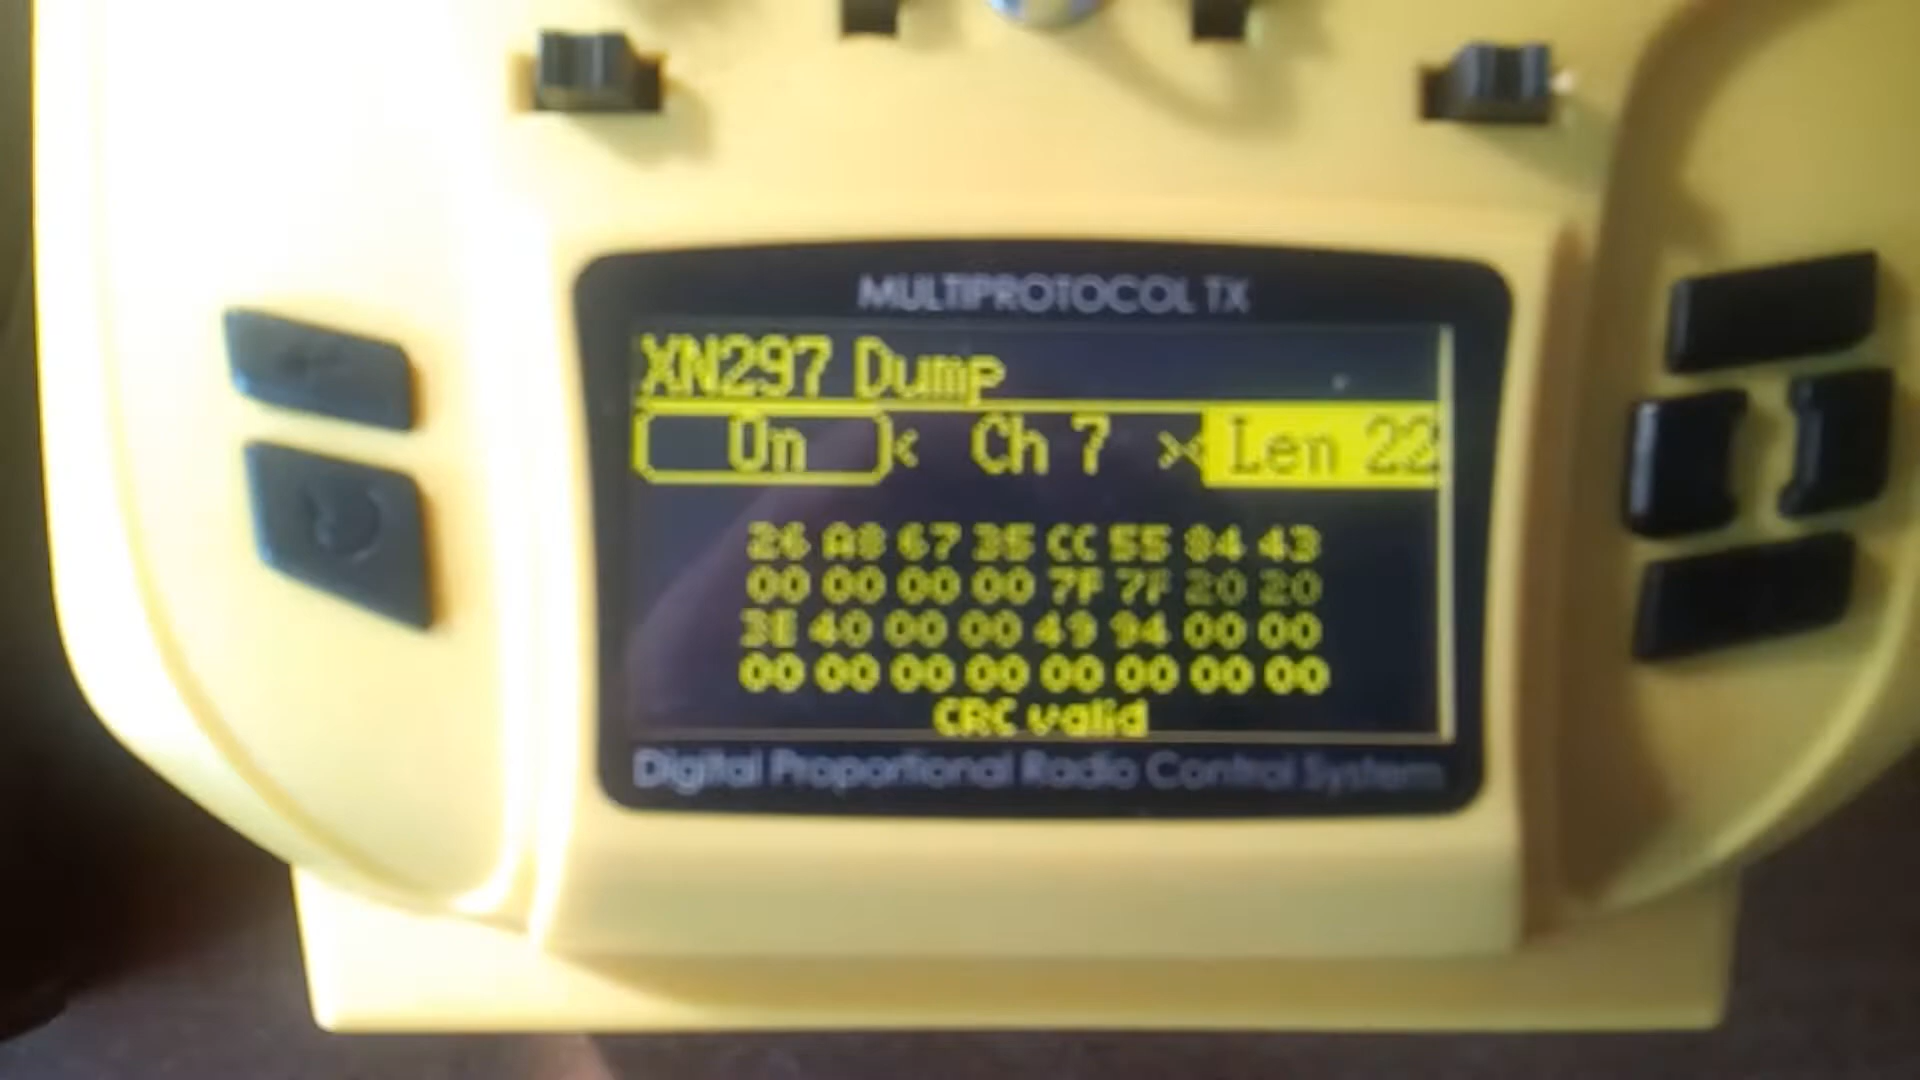 MULTIPROTOCOL TX
XN297 Dump
On < Ch 7 > < Len 22
26 A8 67 35 CC 55 84 43
00 00 00 00 7F 7F 20 20
3E 40 00 00 49 94 00 00
00 00 00 00 00 00 00 00
CRC valid
Digital Proportional Radio Control System